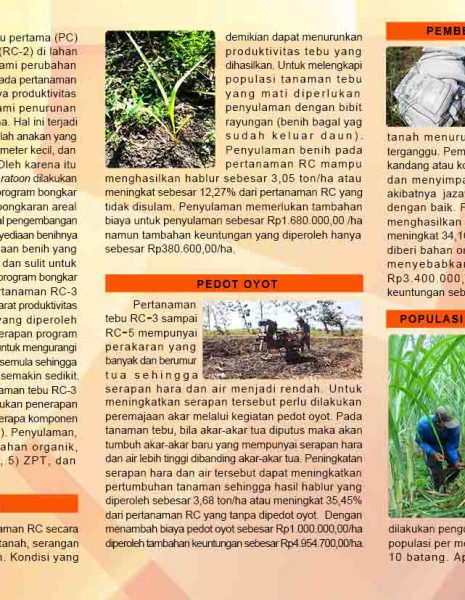 u pertama (PC)
(RC-2) di lahan
ami perubahan
ada pertanaman
ya produktivitas
ami penurunan
na. Hal ini terjadi
lah anakan yang
meter kecil, dan
Oleh karena itu
ratoon dilakukan
program bongkar
bongkaran areal
al pengembangan
yediaan benihnya
aan benih yang
dan sulit untuk
program bongkar
rtanaman RC-3
arat produktivitas
yang diperoleh
erapan program
untuk mengurangi
semula sehingga
semakin sedikit.
naman tebu RC-3
ukan penerapan
erapa komponen
). Penyulaman,
ahan organik,
, 5) ZPT, dan
aman RC secara
tanah, serangan
n. Kondisi yang
demikian dapat menurunkan
produktivitas tebu yang
dihasilkan. Untuk melengkapi
populasi tanaman tebu
yang mati diperlukan
penyulaman dengan bibit
rayungan (benih bagal yag
sudah keluar daun).
Penyulaman benih pada
pertanaman RC mampu
menghasilkan hablur sebesar 3,05 ton/ha atau
meningkat sebesar 12,27% dari pertanaman RC yang
tidak disulam. Penyulaman memerlukan tambahan
biaya untuk penyulaman sebesar Rp1.680.000,00 /ha
namun tambahan keuntungan yang diperoleh hanya
sebesar Rp380.600,00/ha.
PEDOT OYOT
Pertanaman
tebu RC-3 sampai
RC-5 mempunyai
perakaran yang
banyak dan berumur
tua sehingga
serapan hara dan air menjadi rendah. Untuk
meningkatkan serapan tersebut perlu dilakukan
peremajaan akar melalui kegiatan pedot oyot. Pada
tanaman tebu, bila akar-akar tua diputus maka akan
tumbuh akar-akar baru yang mempunyai serapan hara
dan air lebih tinggi dibanding akar-akar tua. Peningkatan
serapan hara dan air tersebut dapat meningkatkan
pertumbuhan tanaman sehingga hasil hablur yang
diperoleh sebesar 3,68 ton/ha atau meningkat 35,45%
dari pertanaman RC yang tanpa dipedot oyot. Dengan
menambah biaya pedot oyot sebesar Rp1.000.000,00/ha
diperoleh tambahan keuntungan sebesar Rp4.954.700,00/ha.
PEMBE
tanah menuru
terganggu. Pemb
kandang atau ko
dan menyimpa
akibatnya jaza
dengan baik. P
menghasilkan
meningkat 34,10
diberi bahan or
menyebabka
Rp3.400.000,
keuntungan seb
POPULASI
dilakukan pengu
populasi per me
10 batang. Ap